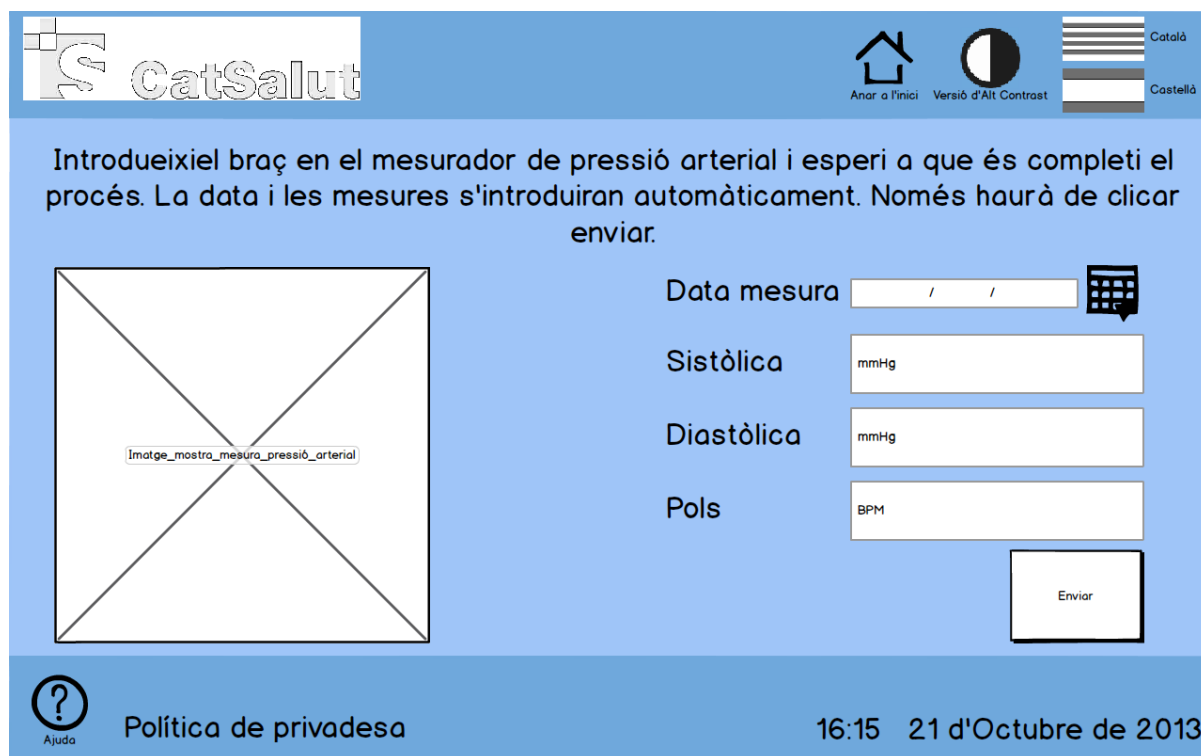 CatSalut
Anar a l'inici
Versió d'Alt Contrast
Català
Castellà
Introdueixiel braç en el mesurador de pressió arterial i esperi a que és completi el
procés. La data i les mesures s'introduiran automàticament. Només haurà de clicar
enviar.
Imatge_mostra_mesura_pressió_arterial
Data mesura / /
Sistòlica mmHg
Diastòlica mmHg
Pols BPM
Enviar
?
Ajuda
Política de privadesa
16:15 21 d'Octubre de 2013